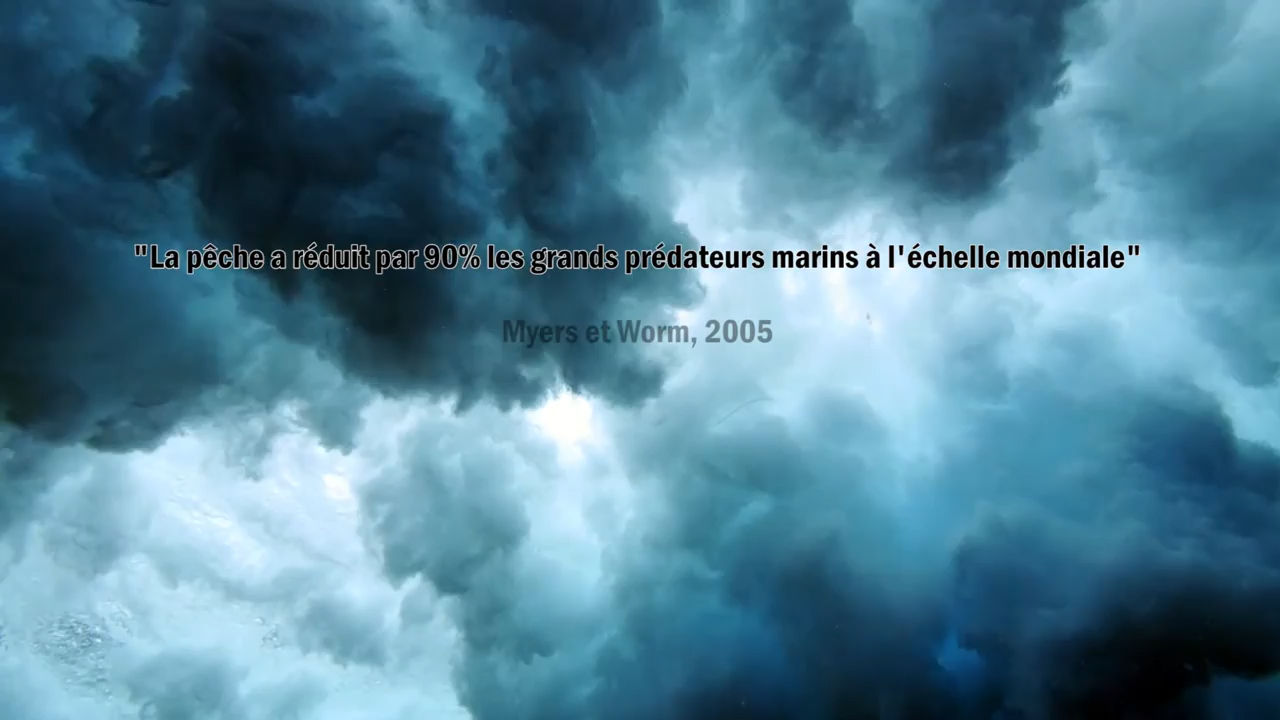 "La pêche a réduit par 90% les grands prédateurs marins à l'échelle mondiale"
Myers et Worm, 2005